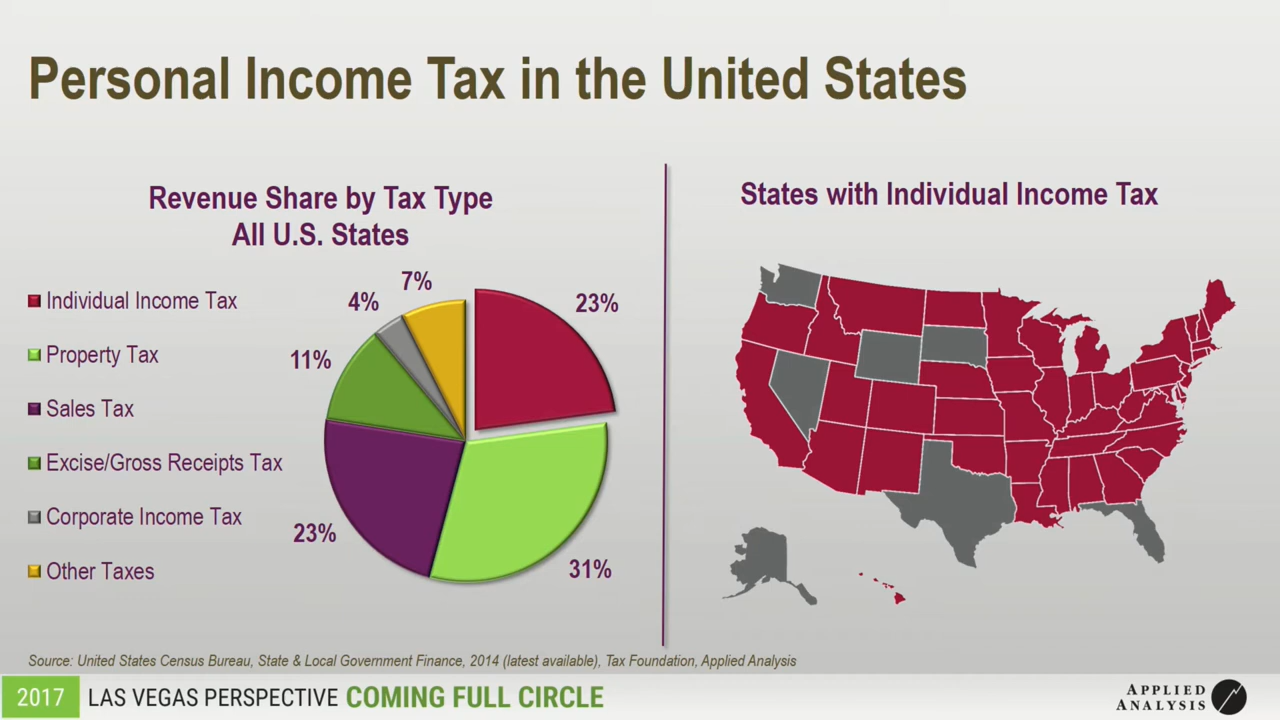 Personal Income Tax in the United States
Revenue Share by Tax Type
All U.S. States
Individual Income Tax
Property Tax
Sales Tax
Excise/Gross Receipts Tax
Corporate Income Tax
Other Taxes
7%
4%
23%
11%
23%
31%
States with Individual Income Tax
Source: United States Census Bureau, State & Local Government Finance, 2014 (latest available), Tax Foundation, Applied Analysis
2017 LAS VEGAS PERSPECTIVE COMING FULL CIRCLE
APPLIED
ANALYSIS